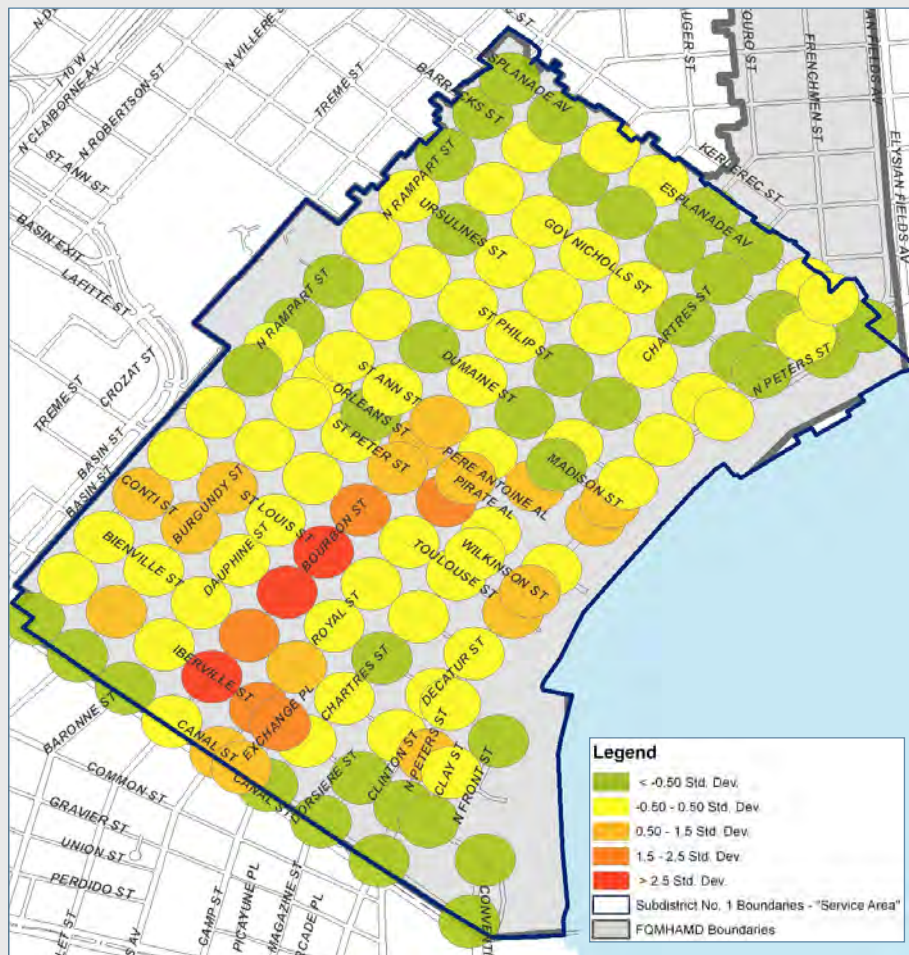 I 10 W
N CLAIBORNE AV
N ROBERTSON ST
N VILLERE S
TREME ST
ST ANN ST
BASIN EXIT
LAFITTE ST
CROZAT ST
TREME ST
BASIN ST
BASIN ST
SPLANADE AV
BARRACKS ST
N RAMPART ST
URSULINES ST
KERLEREC ST
ESPLANADE AV
FRENCHMEN ST
ELYSIAN FIELDS AV
GOV NICHOLLS ST
N RAMPART ST
ST PHILIP ST
CHARTRES ST
N PETERS ST
DUMAINE ST
ST ANN ST
ORLEANS ST
ST PETER ST
PERE ANTOINE AL
PIRATE AL
MADISON ST
CONTI ST
BURGUNDY ST
ST LOUIS ST
BOURBON ST
DAUPHINE ST
BIENVILLE ST
TOULOUSE ST
WILKINSON ST
ROYAL ST
IBERVILLE ST
CHARTRES ST
DECATUR ST
EXCHANGE PL
BARONNE ST
CANAL ST
CANAL ST
DORSIERE ST
CLINTON ST
N PETERS ST
CLAY ST
N FRONT ST
COMMON ST
GRAVIER ST
UNION ST
PERDIDO ST
CAMP ST
PICAYUNE PL
MAGAZINE ST
Legend
< -0.50 Std. Dev.
-0.50 - 0.50 Std. Dev.
0.50 - 1.5 Std. Dev.
1.5 - 2.5 Std. Dev.
> 2.5 Std. Dev.
Subdistrict No. 1 Boundaries - "Service Area"
FQMHAMD Boundaries